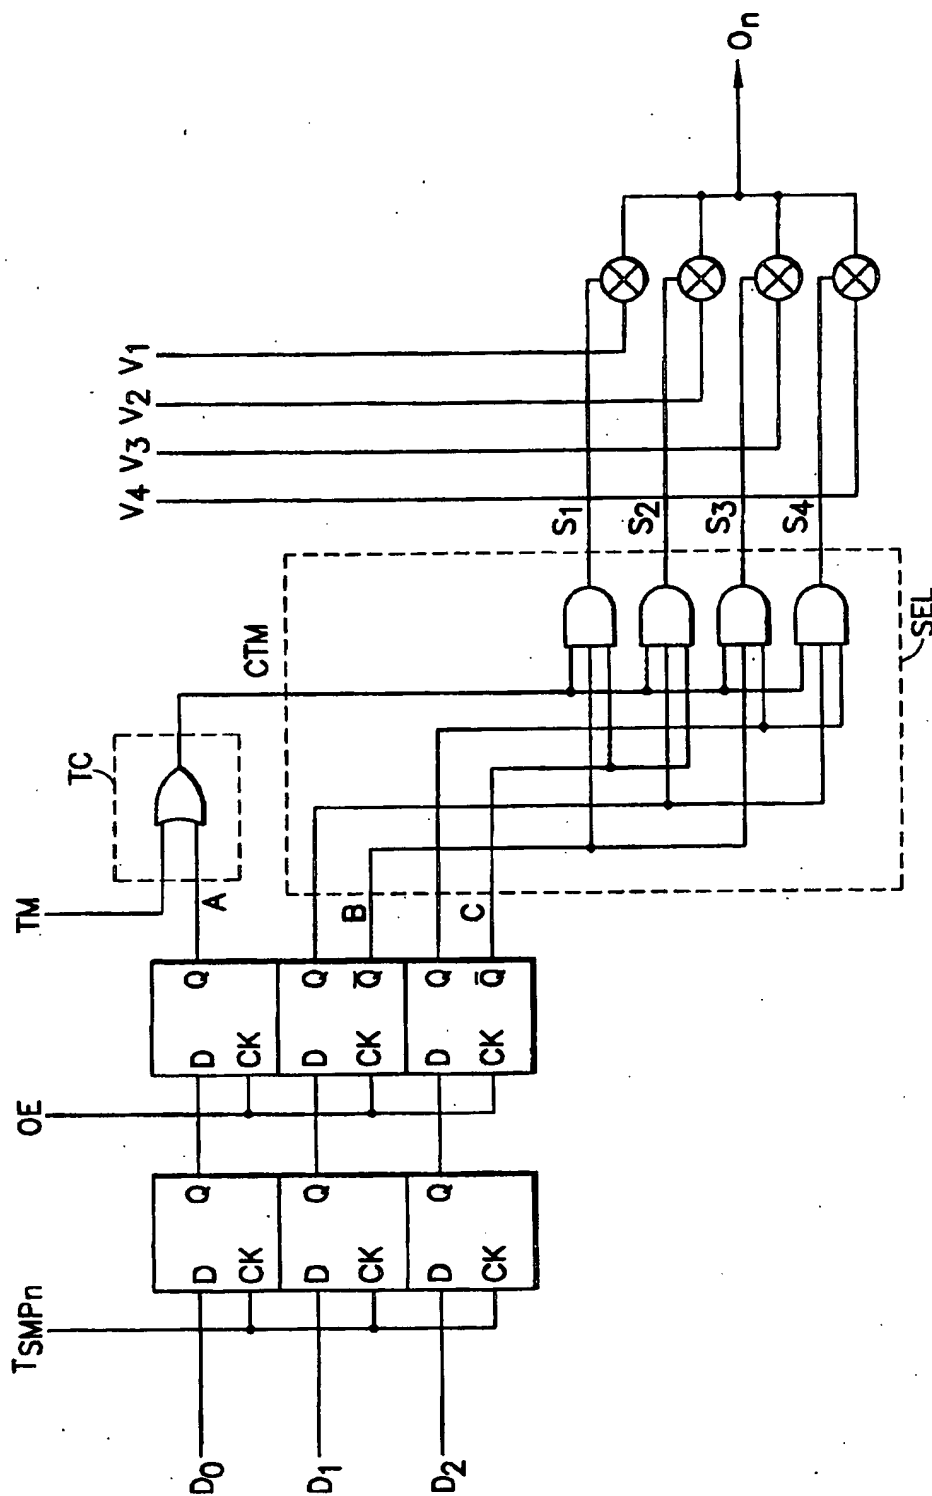 TSMPn
OE
TM
TC
CTM
V4 V3 V2 V1
D0
D1
D2
D Q
CK
D Q
CK
D Q
CK
D Q
CK
D Q
CK Q̅
D Q
CK Q̅
A
B
C
S1
S2
S3
S4
SEL
On